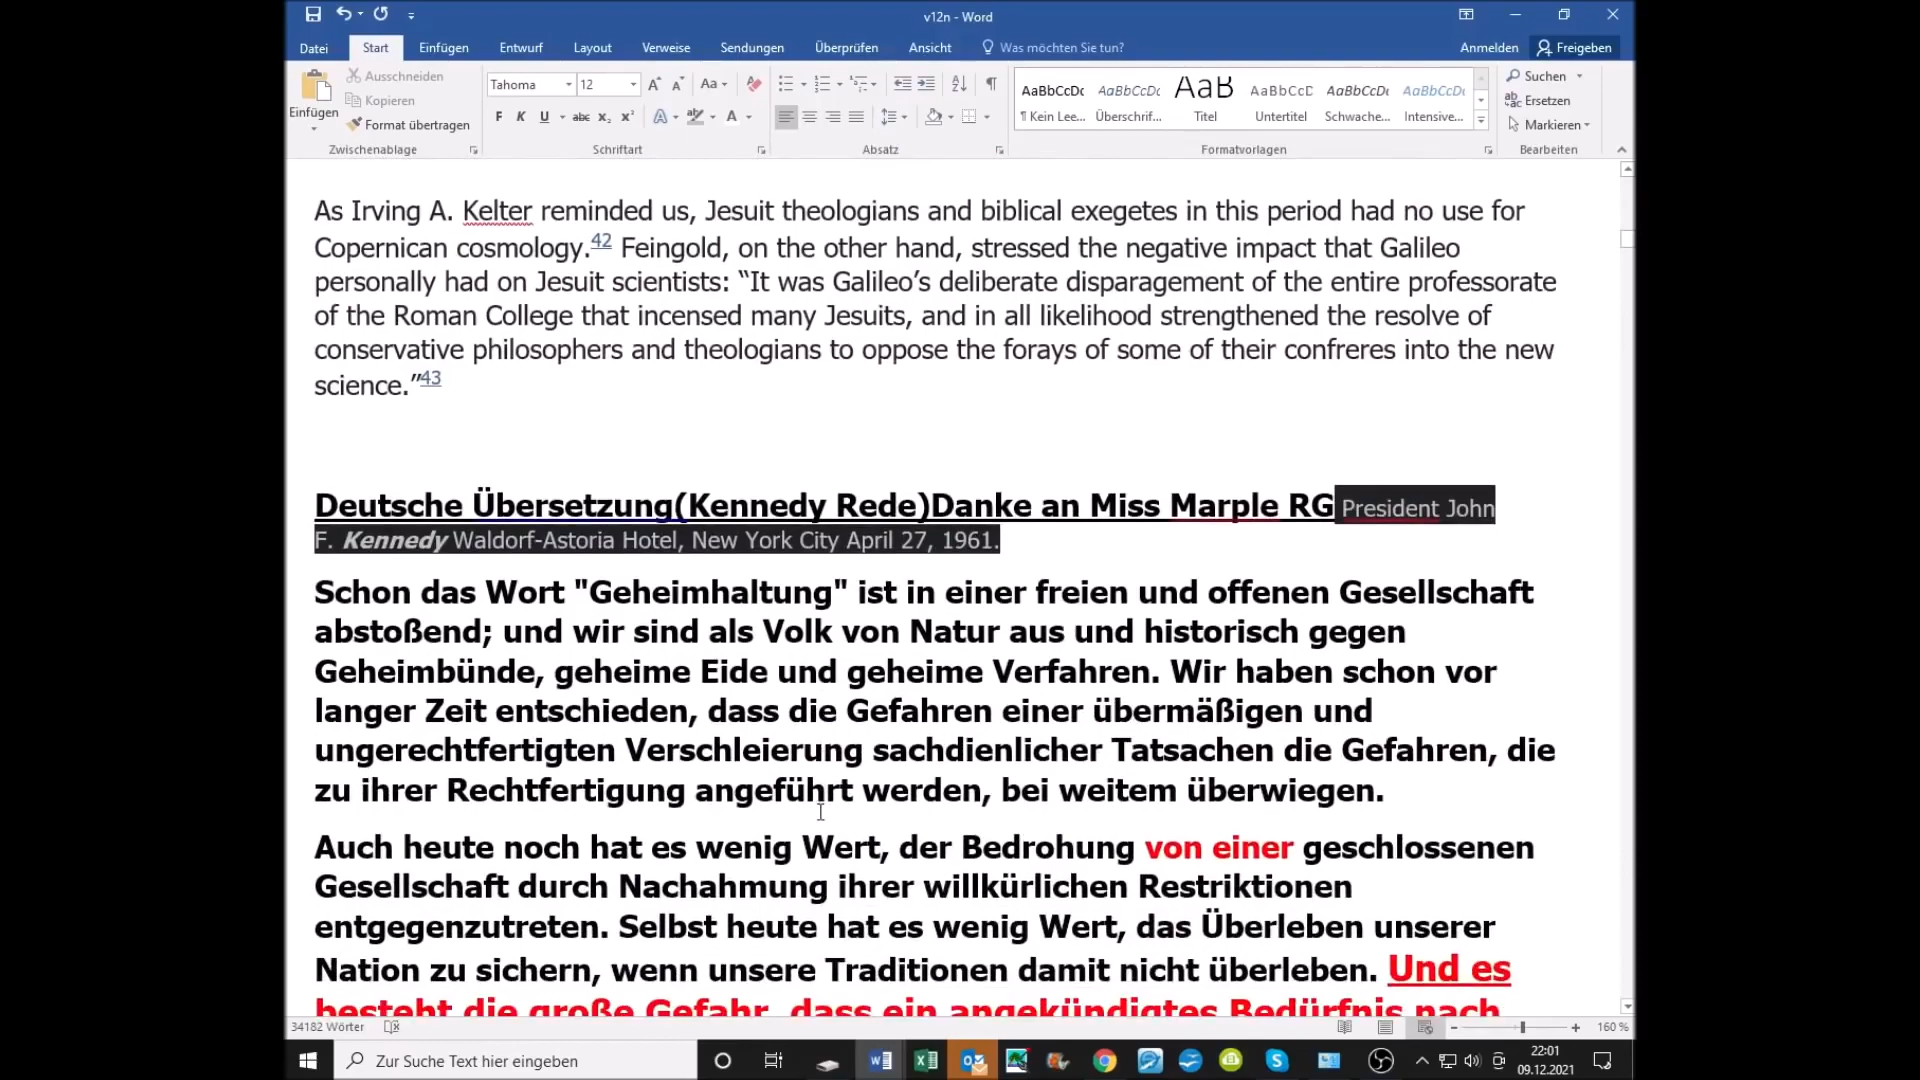 v12n - Word
Datei Start Einfügen Entwurf Layout Verweise Sendungen Überprüfen Ansicht Was möchten Sie tun? Anmelden Freigeben
Einfügen
Ausschneiden
Kopieren
Format übertragen
Zwischenablage
Tahoma 12
F K U abc x₂ x² A A
Schriftart
Absatz
AaBbCcDc AaBbCcDc AaB AaBbCcD AaBbCcDc AaBbCcDc
¶ Kein Lee... Überschrif... Titel Untertitel Schwache... Intensive...
Formatvorlagen
Suchen
Ersetzen
Markieren
Bearbeiten
As Irving A. Kelter reminded us, Jesuit theologians and biblical exegetes in this period had no use for
Copernican cosmology.42 Feingold, on the other hand, stressed the negative impact that Galileo
personally had on Jesuit scientists: “It was Galileo’s deliberate disparagement of the entire professorate
of the Roman College that incensed many Jesuits, and in all likelihood strengthened the resolve of
conservative philosophers and theologians to oppose the forays of some of their confreres into the new
science.”43
Deutsche Übersetzung(Kennedy Rede)Danke an Miss Marple RG President John
F. Kennedy Waldorf-Astoria Hotel, New York City April 27, 1961.
Schon das Wort "Geheimhaltung" ist in einer freien und offenen Gesellschaft
abstoßend; und wir sind als Volk von Natur aus und historisch gegen
Geheimbünde, geheime Eide und geheime Verfahren. Wir haben schon vor
langer Zeit entschieden, dass die Gefahren einer übermäßigen und
ungerechtfertigten Verschleierung sachdienlicher Tatsachen die Gefahren, die
zu ihrer Rechtfertigung angeführt werden, bei weitem überwiegen.
Auch heute noch hat es wenig Wert, der Bedrohung von einer geschlossenen
Gesellschaft durch Nachahmung ihrer willkürlichen Restriktionen
entgegenzutreten. Selbst heute hat es wenig Wert, das Überleben unserer
Nation zu sichern, wenn unsere Traditionen damit nicht überleben. Und es
besteht die große Gefahr, dass ein angekündigtes Bedürfnis nach
34182 Wörter 160 %
Zur Suche Text hier eingeben
22:01
09.12.2021